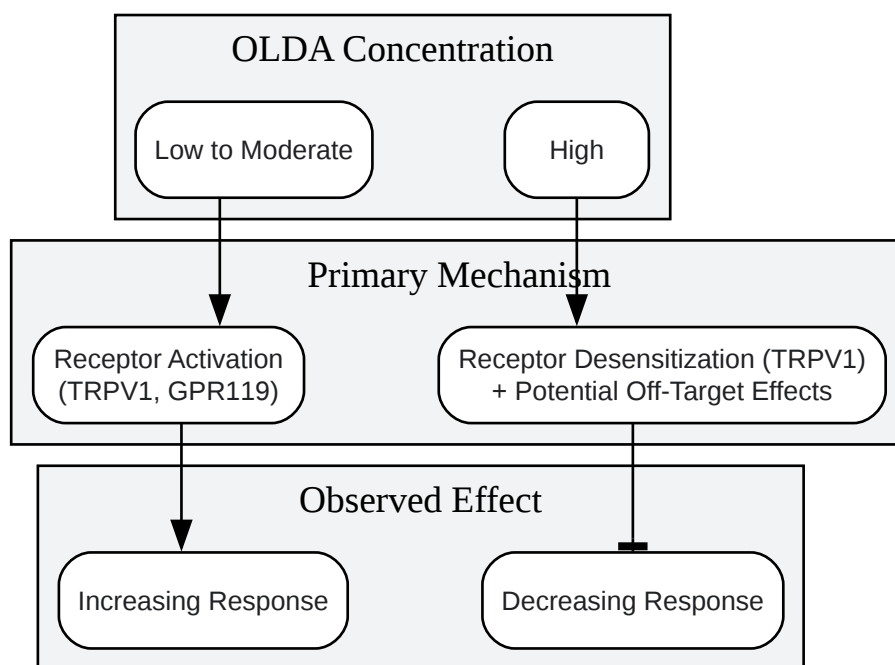 OLDA Concentration
Low to Moderate
High
Primary Mechanism
Receptor Activation
(TRPV1, GPR119)
Receptor Desensitization (TRPV1)
+ Potential Off-Target Effects
Observed Effect
Increasing Response
Decreasing Response